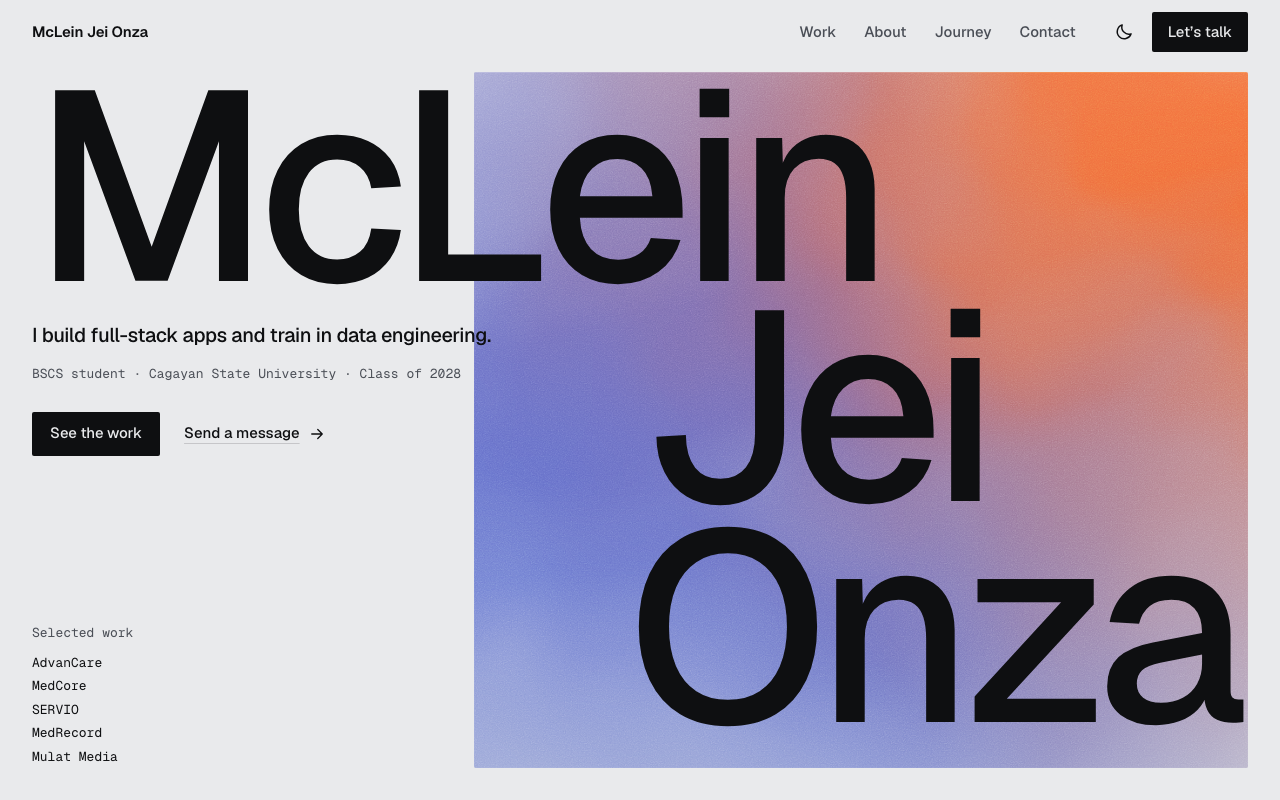 McLein Jei Onza
Work
About
Journey
Contact
Let's talk
McLein
I build full-stack apps and train in data engineering.
BSCS student · Cagayan State University · Class of 2028
See the work
Send a message →
Jei
Onza
Selected work
AdvanCare
MedCore
SERVIO
MedRecord
Mulat Media